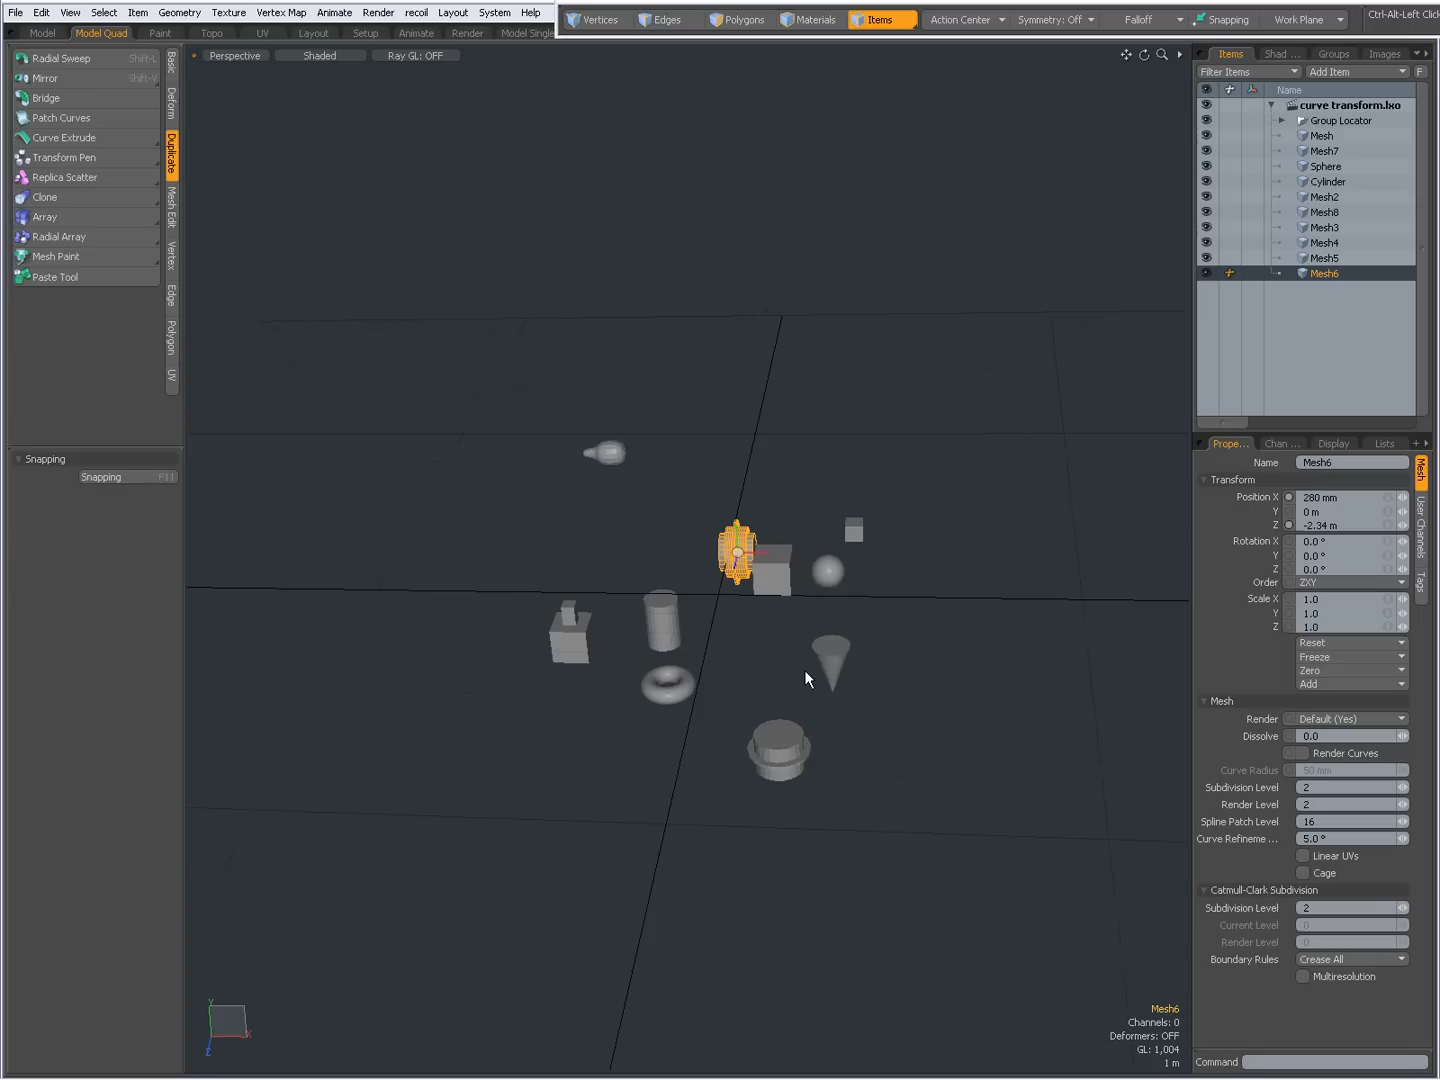 File Edit View Select Item Geometry Texture Vertex Map Animate Render recoil Layout System Help
Vertices Edges Polygons Materials Items Action Center Symmetry: Off Falloff Snapping Work Plane
Ctrl-Alt-Left Click
Model Model Quad Paint Topo UV Layout Setup Animate Render Model Single
Radial Sweep Shift-L
Mirror Shift-V
Bridge
Patch Curves
Curve Extrude
Transform Pen
Replica Scatter
Clone
Array
Radial Array
Mesh Paint
Paste Tool
Basic
Deform
Duplicate
Mesh Edit
Vertex
Edge
Polygon
UV
Snapping
Snapping F11
Perspective Shaded Ray GL: OFF
Y
X
Z
Mesh6
Channels: 0
Deformers: OFF
GL: 1,004
1 m
Items Shad ... Groups Images
Filter Items Add Item F
Name
curve transform.lxo
Group Locator
Mesh
Mesh7
Sphere
Cylinder
Mesh2
Mesh8
Mesh3
Mesh4
Mesh5
Mesh6
Prope... Chan ... Display Lists
Name Mesh6
Transform
Position X 280 mm
Y 0 m
Z -2.34 m
Rotation X 0.0 °
Y 0.0 °
Z 0.0 °
Order ZXY
Scale X 1.0
Y 1.0
Z 1.0
Reset
Freeze
Zero
Add
Mesh
Render Default (Yes)
Dissolve 0.0
Render Curves
Curve Radius 50 mm
Subdivision Level 2
Render Level 2
Spline Patch Level 16
Curve Refineme ... 5.0 °
Linear UVs
Cage
Catmull-Clark Subdivision
Subdivision Level 2
Current Level 0
Render Level 0
Boundary Rules Crease All
Multiresolution
Mesh
User Channels
Tags
Command